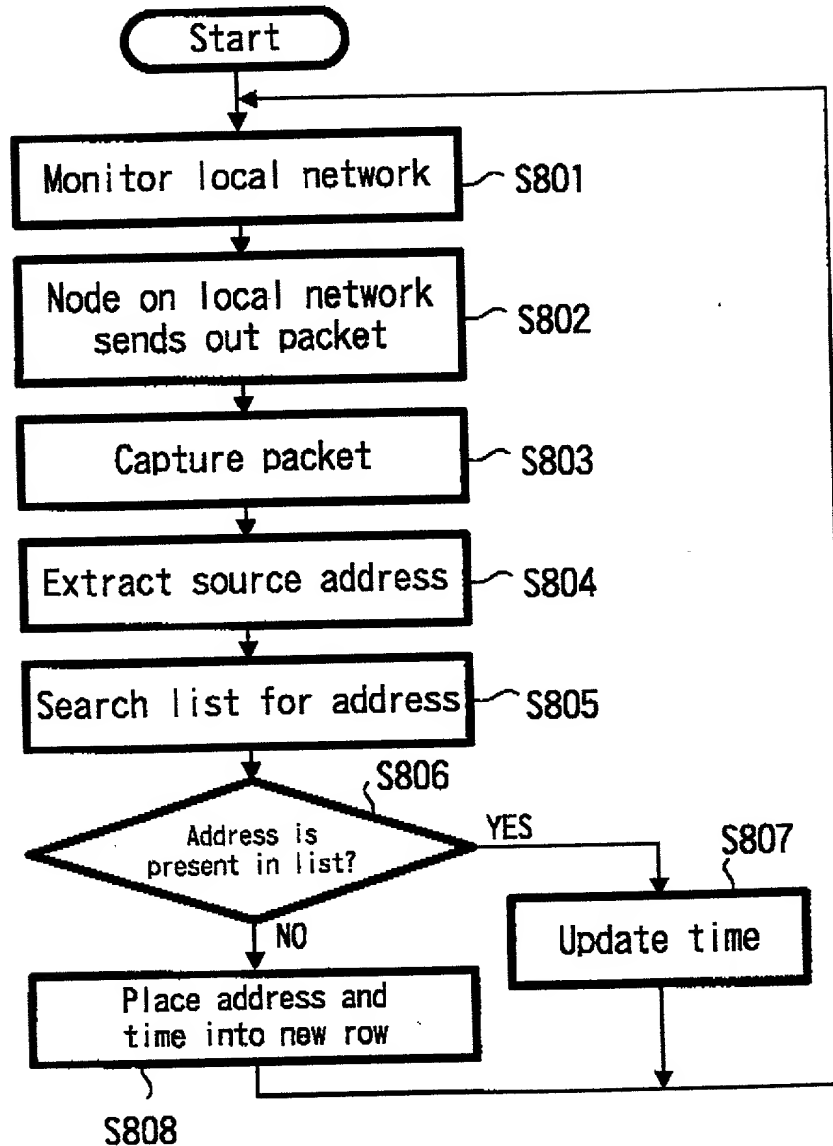 Start
Monitor local network
S801
Node on local network
sends out packet
S802
Capture packet
S803
Extract source address
S804
Search list for address
S805
S806
Address is
present in list?
YES
S807
Update time
NO
Place address and
time into new row
S808